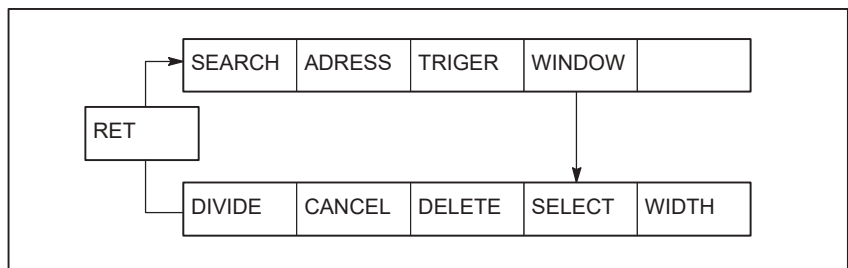 SEARCH ADRESS TRIGER WINDOW
RET
DIVIDE CANCEL DELETE SELECT WIDTH